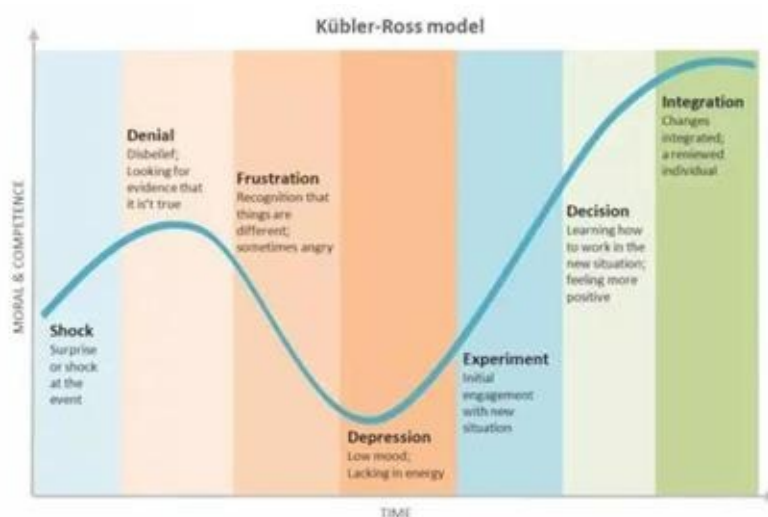 Kübler-Ross model
MORAL & COMPETENCE
Shock
Surprise
or shock
at the
event
Denial
Disbelief;
Looking for
evidence that
it is't true
Frustration
Recognition that
things are
different;
sometimes angry
Depression
Low mood;
Lacking in energy
Experiment
Initial
engagement
with new
situation
Decision
Learning how
to work in the
new situation;
feeling more
positive
Integration
Changes
integrated;
a renewed
individual
TIME